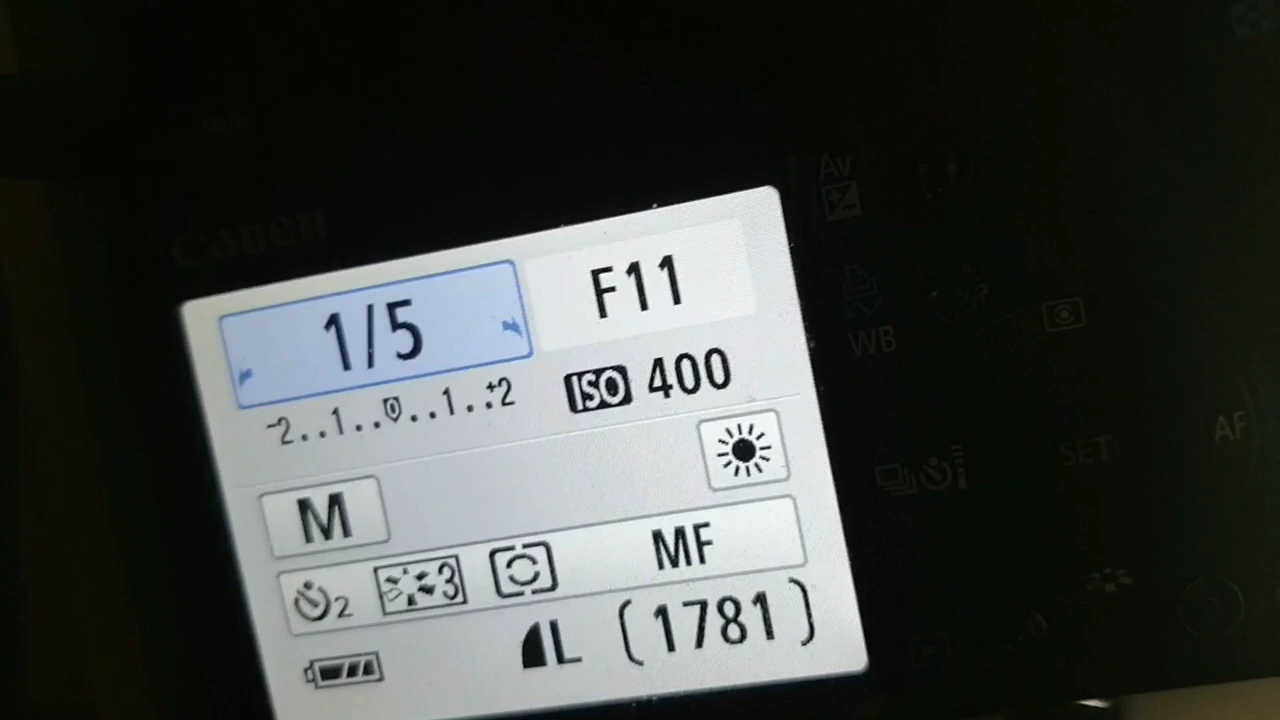 Canon
1/5 F11
-2..1..0..1..+2
ISO 400
M
2 3 MF
L (1781)
Av
WB
SET
AF